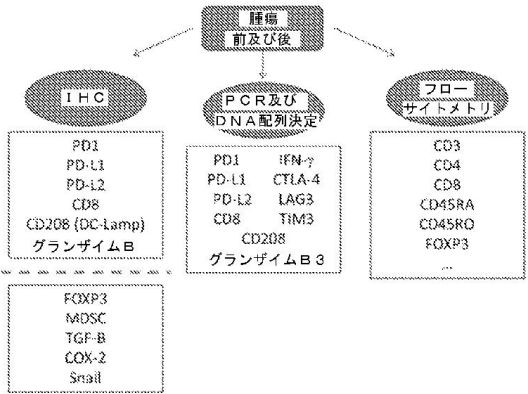 腫瘍
前及び後
IHC
PCR及び
DNA配列決定
フロー
サイトメトリ
PD1
PD-L1
PD-L2
CD8
CD208 (DC-Lamp)
グランザイムB
FOXP3
MDSC
TGF-B
COX-2
Snail
PD1 IFN-γ
PD-L1 CTLA-4
PD-L2 LAG3
CD8 TIM3
CD208
グランザイムB3
CD3
CD4
CD8
CD45RA
CD45RO
FOXP3
...